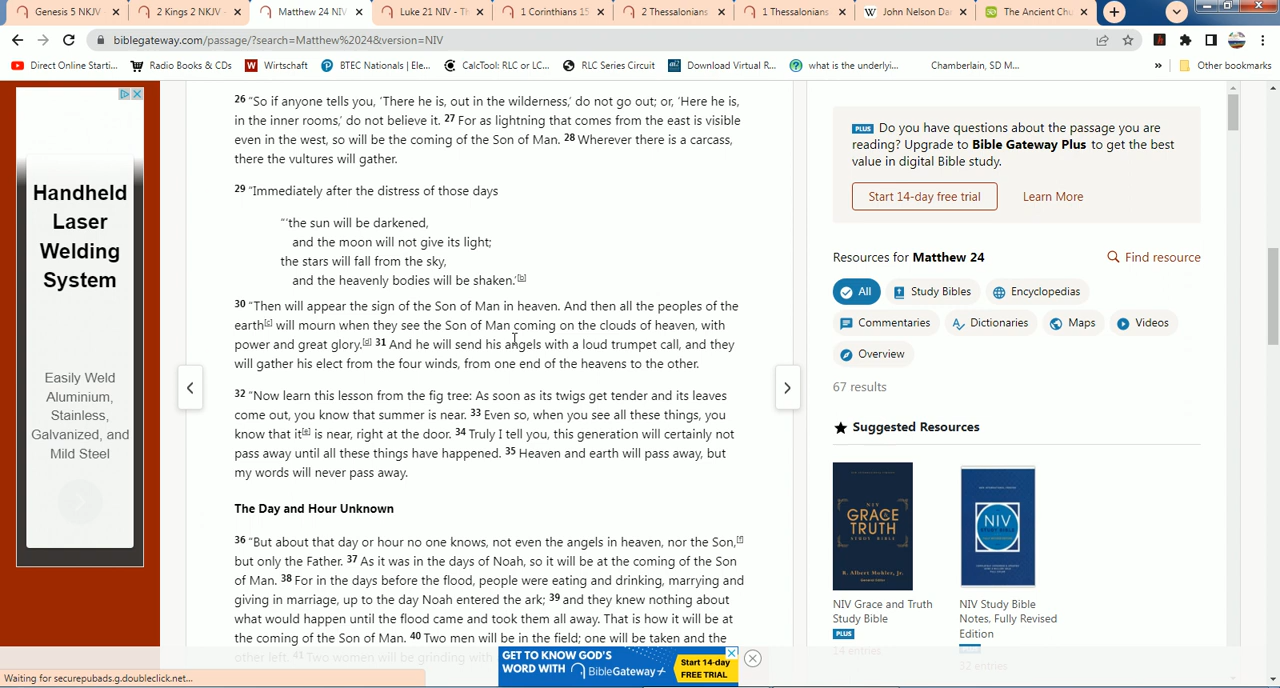 Genesis 5 NKJV
2 Kings 2 NKJV
Matthew 24 NIV
Luke 21 NIV - Th
1 Corinthians 15
2 Thessalonians
1 Thessalonians
John Nelson Da
The Ancient Chu
biblegateway.com/passage/?search=Matthew%2024&version=NIV
Direct Online Starti...
Radio Books & CDs
Wirtschaft
BTEC Nationals | Ele...
CalcTool: RLC or LC...
RLC Series Circuit
Download Virtual R...
what is the underlyi...
Chamberlain, SD M...
»
Other bookmarks
Handheld
Laser
Welding
System
Easily Weld
Aluminium,
Stainless,
Galvanized, and
Mild Steel
26 “So if anyone tells you, ‘There he is, out in the wilderness,’ do not go out; or, ‘Here he is,
in the inner rooms,’ do not believe it. 27 For as lightning that comes from the east is visible
even in the west, so will be the coming of the Son of Man. 28 Wherever there is a carcass,
there the vultures will gather.
29 “Immediately after the distress of those days
“‘the sun will be darkened,
and the moon will not give its light;
the stars will fall from the sky,
and the heavenly bodies will be shaken.’[b]
30 “Then will appear the sign of the Son of Man in heaven. And then all the peoples of the
earth[c] will mourn when they see the Son of Man coming on the clouds of heaven, with
power and great glory.[d] 31 And he will send his angels with a loud trumpet call, and they
will gather his elect from the four winds, from one end of the heavens to the other.
32 “Now learn this lesson from the fig tree: As soon as its twigs get tender and its leaves
come out, you know that summer is near. 33 Even so, when you see all these things, you
know that it[e] is near, right at the door. 34 Truly I tell you, this generation will certainly not
pass away until all these things have happened. 35 Heaven and earth will pass away, but
my words will never pass away.
The Day and Hour Unknown
36 “But about that day or hour no one knows, not even the angels in heaven, nor the Son,[f]
but only the Father. 37 As it was in the days of Noah, so it will be at the coming of the Son
of Man. 38 For in the days before the flood, people were eating and drinking, marrying and
giving in marriage, up to the day Noah entered the ark; 39 and they knew nothing about
what would happen until the flood came and took them all away. That is how it will be at
the coming of the Son of Man. 40 Two men will be in the field; one will be taken and the
other left. 41 Two women will be grinding with
PLUS Do you have questions about the passage you are
reading? Upgrade to Bible Gateway Plus to get the best
value in digital Bible study.
Start 14-day free trial
Learn More
Resources for Matthew 24
Find resource
All
Study Bibles
Encyclopedias
Commentaries
Dictionaries
Maps
Videos
Overview
67 results
Suggested Resources
NIV
GRACE
AND
TRUTH
STUDY BIBLE
R. Albert Mohler, Jr.
NIV
STUDY BIBLE
NIV Grace and Truth
Study Bible
PLUS
14 entries
NIV Study Bible
Notes, Fully Revised
Edition
32 entries
GET TO KNOW GOD'S
WORD WITH BIBLEGATEWAY+
Start 14-day
FREE TRIAL
Waiting for securepubads.g.doubleclick.net...